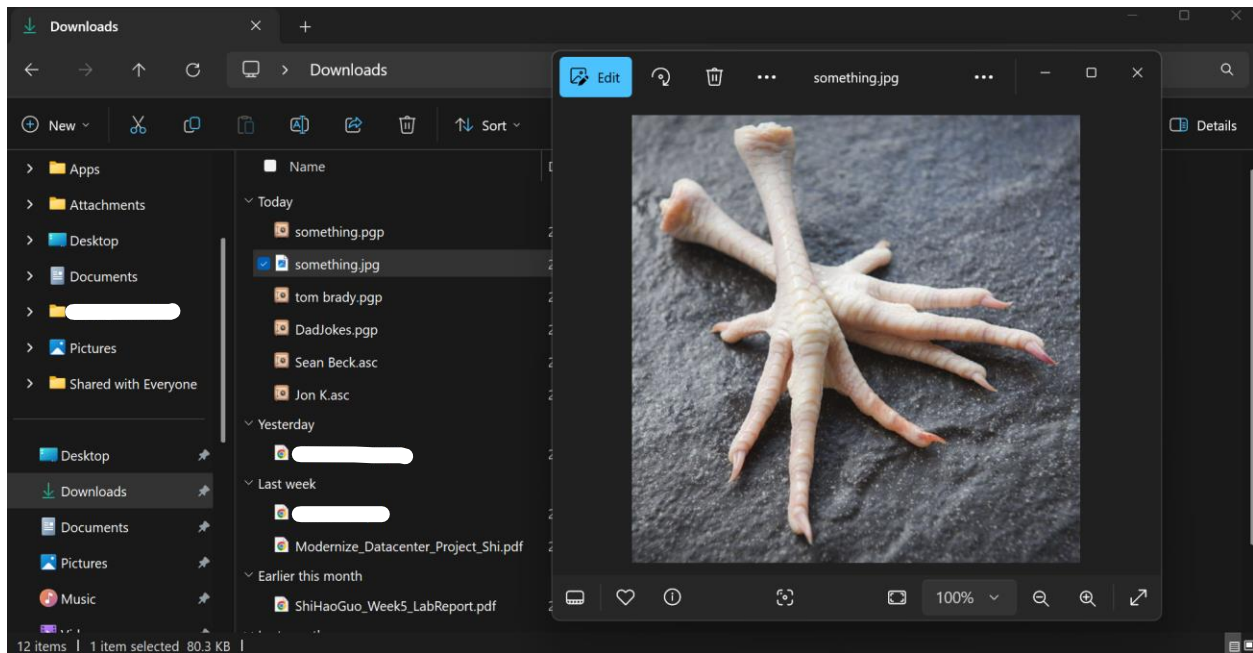 Downloads
Downloads
Edit
something.jpg
New
Sort
Details
Apps
Attachments
Desktop
Documents
Pictures
Shared with Everyone
Desktop
Downloads
Documents
Pictures
Music
Name
Today
something.pgp
something.jpg
tom brady.pgp
DadJokes.pgp
Sean Beck.asc
Jon K.asc
Yesterday
Last week
Modernize_Datacenter_Project_Shi.pdf
Earlier this month
ShiHaoGuo_Week5_LabReport.pdf
100%
12 items
1 item selected 80.3 KB